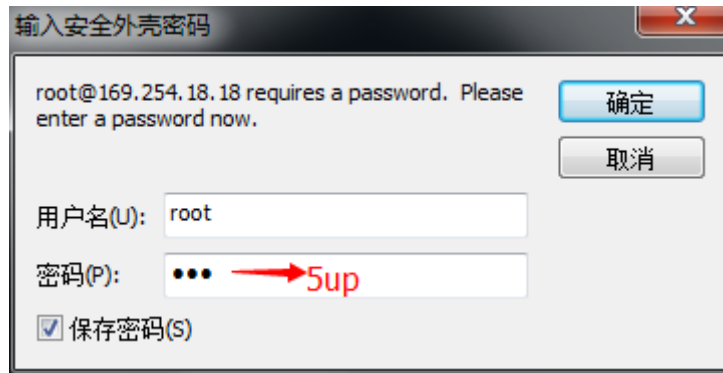 输入安全外壳密码
root@169.254.18.18 requires a password. Please
enter a password now.
确定
取消
用户名(U): root
密码(P): ●●● 5up
保存密码(S)